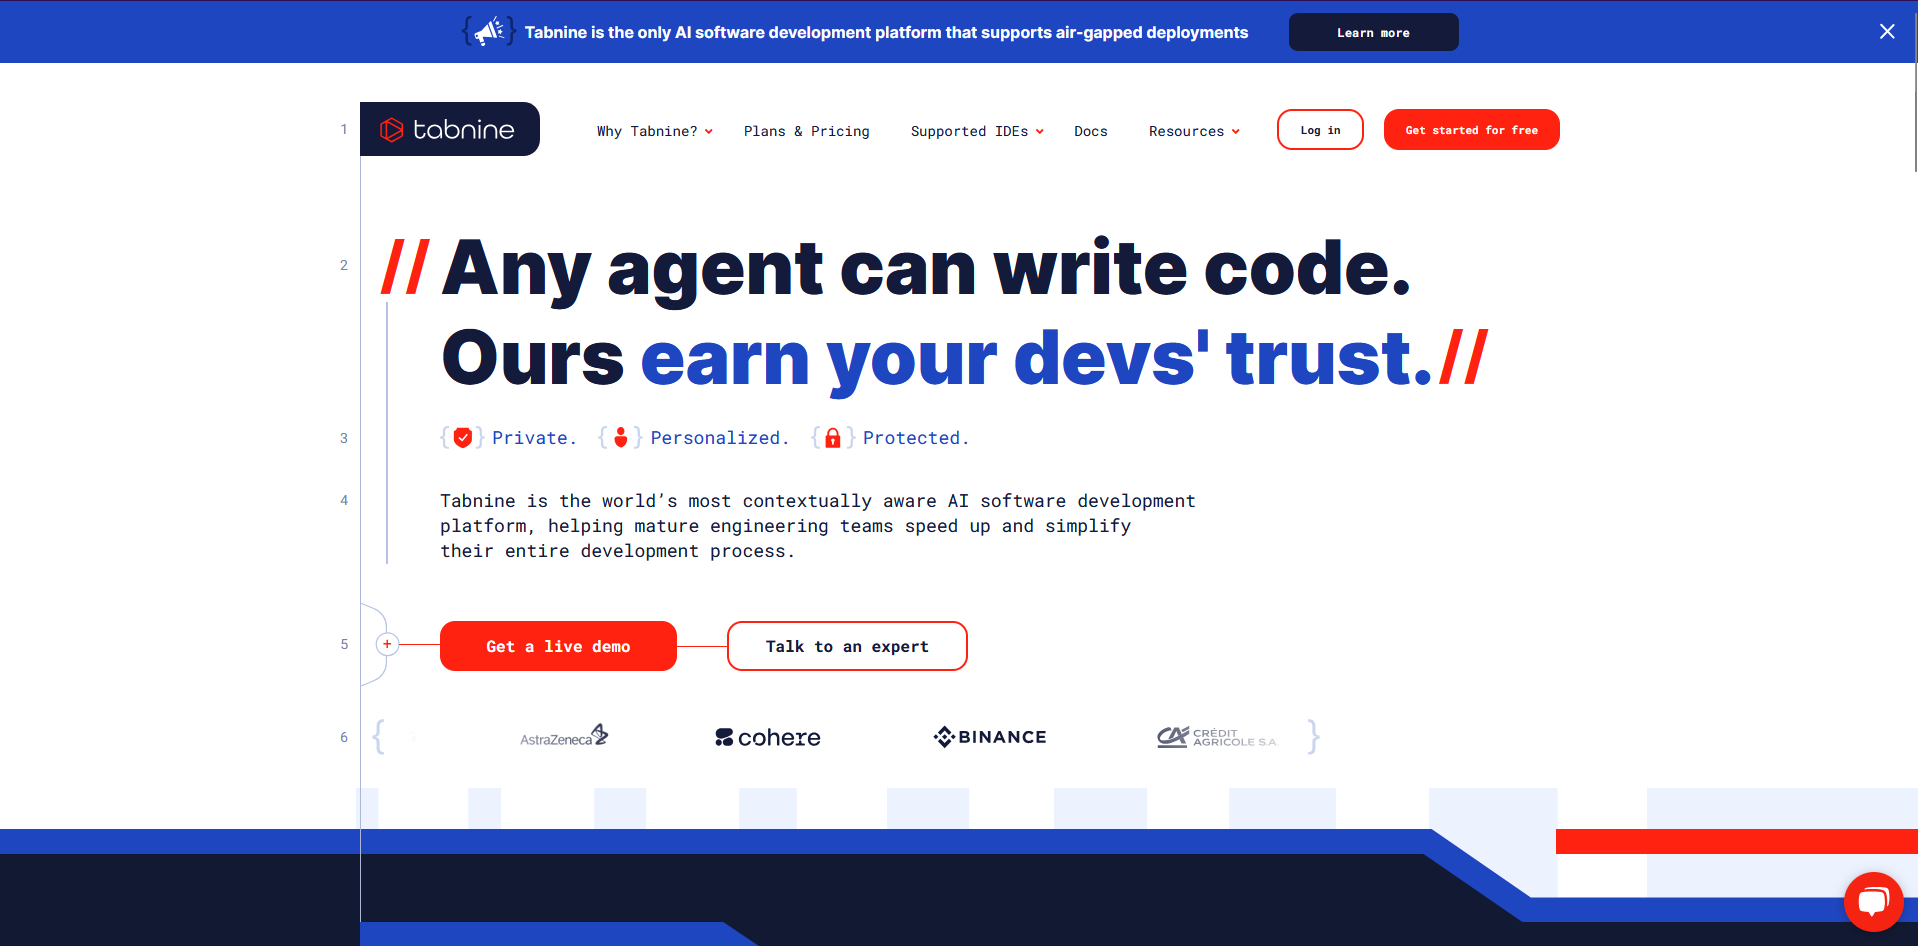 Tabnine is the only AI software development platform that supports air-gapped deployments
Learn more
1
tabnine
Why Tabnine?
Plans & Pricing
Supported IDEs
Docs
Resources
Log in
Get started for free
2
// Any agent can write code.
Ours earn your devs' trust.//
3
{ } Private. { } Personalized. { } Protected.
4
Tabnine is the world’s most contextually aware AI software development
platform, helping mature engineering teams speed up and simplify
their entire development process.
5
+
Get a live demo
Talk to an expert
6
{
AstraZeneca
cohere
BINANCE
CA CRÉDIT
AGRICOLE S.A.
}